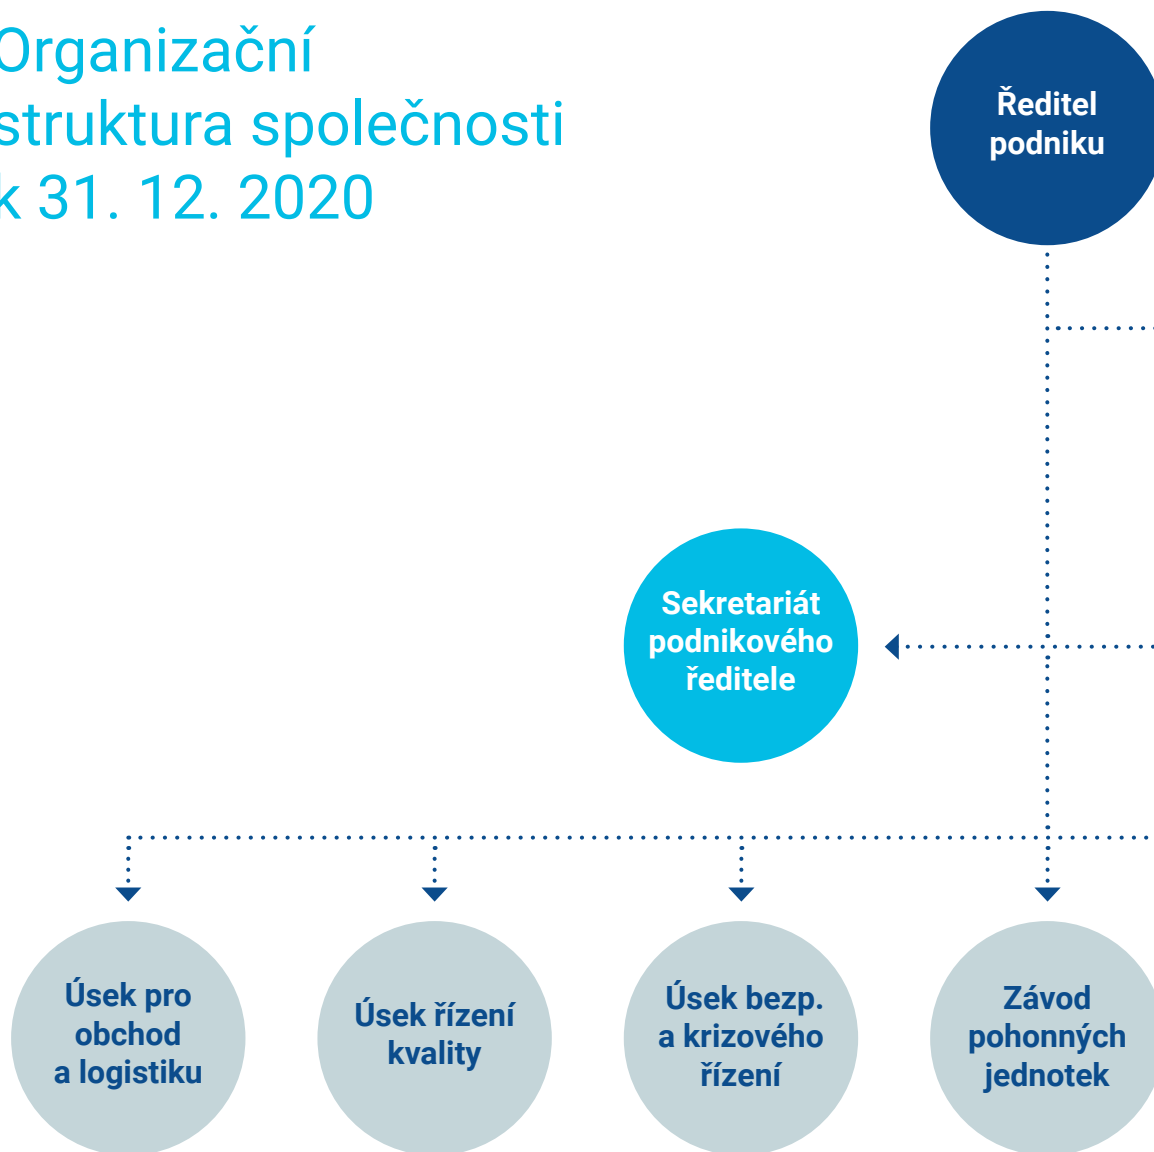 Organizační
struktura společnosti
k 31. 12. 2020
Ředitel
podniku
Sekretariát
podnikového
ředitele
Úsek pro
obchod
a logistiku
Úsek řízení
kvality
Úsek bezp.
a krizového
řízení
Závod
pohonných
jednotek